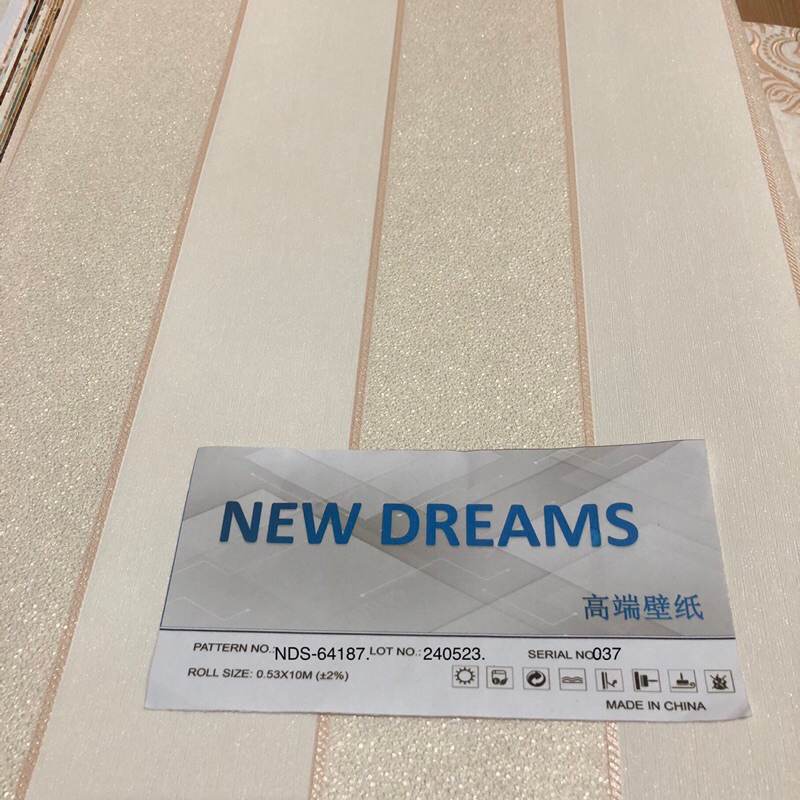 NEW DREAMS
高端壁纸
PATTERN NO.:NDS-64187. LOT NO.: 240523. SERIAL NO037
ROLL SIZE: 0.53X10M (±2%)
MADE IN CHINA